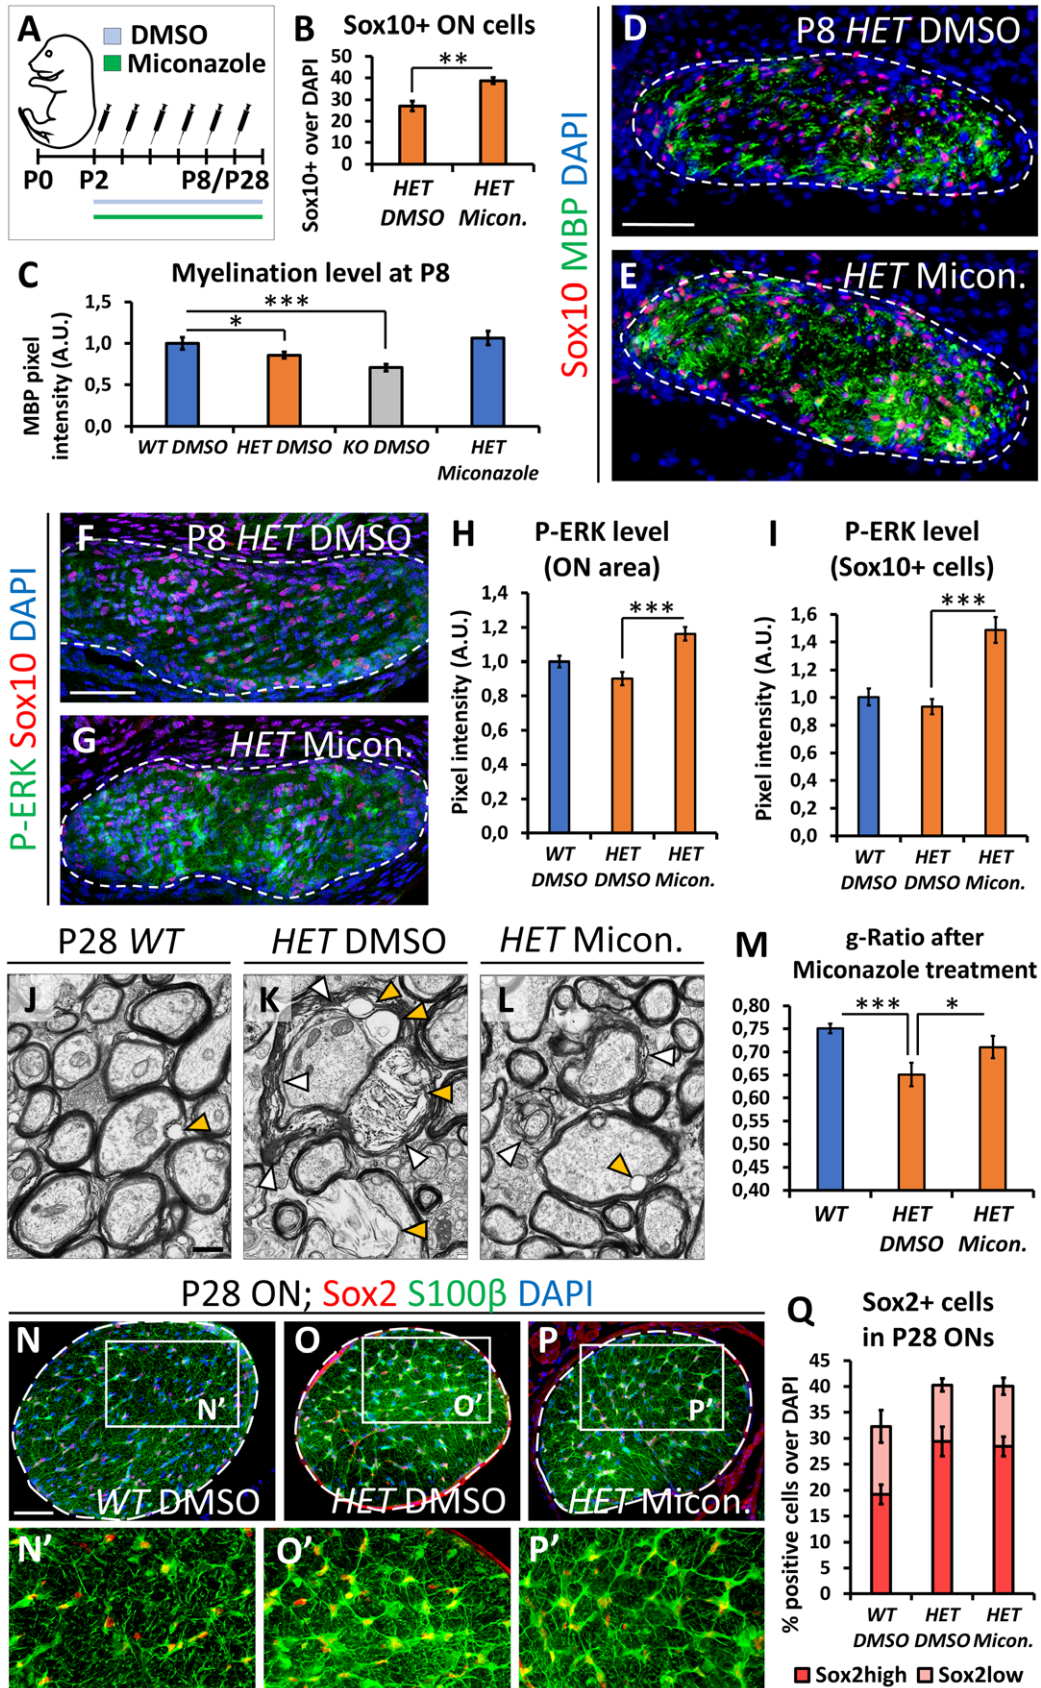 A
DMSO
Miconazole
P0 P2 P8/P28
B Sox10+ ON cells
Sox10+ over DAPI
50
40
30
20
10
0
**
HET DMSO
HET Micon.
C Myelination level at P8
MBP pixel
intensity (A.U.)
1,5
1,0
0,5
0,0
*
***
WT DMSO HET DMSO KO DMSO HET
Miconazole
Sox10 MBP DAPI
D P8 HET DMSO
E HET Micon.
P-ERK Sox10 DAPI
F P8 HET DMSO
G HET Micon.
H P-ERK level
(ON area)
Pixel intensity (A.U.)
1,4
1,2
1,0
0,8
0,6
0,4
0,2
0,0
***
WT HET HET
DMSO DMSO Micon.
I P-ERK level
(Sox10+ cells)
Pixel intensity (A.U.)
1,6
1,4
1,2
1,0
0,8
0,6
0,4
0,2
0,0
***
WT HET HET
DMSO DMSO Micon.
P28 WT HET DMSO HET Micon.
J K L
M g-Ratio after
Miconazole treatment
0,80
0,75
0,70
0,65
0,60
0,55
0,50
0,45
0,40
*** *
WT HET HET
DMSO Micon.
P28 ON; Sox2 S100β DAPI
N N' WT DMSO
O O' HET DMSO
P P' HET Micon.
N' O' P'
Q Sox2+ cells
in P28 ONs
% positive cells over DAPI
45
40
35
30
25
20
15
10
5
0
WT HET HET
DMSO DMSO Micon.
Sox2high Sox2low